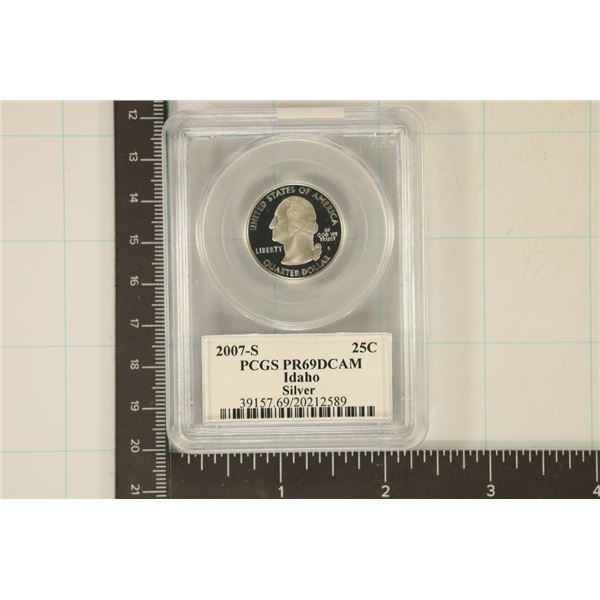 UNITED STATES OF AMERICA
LIBERTY
IN
GOD WE
TRUST
S
QUARTER DOLLAR
2007-S 25C
PCGS PR69DCAM
Idaho
Silver
39157.69/20212589
12
13
14
15
16
17
18
19
20
21
1 2 3 4